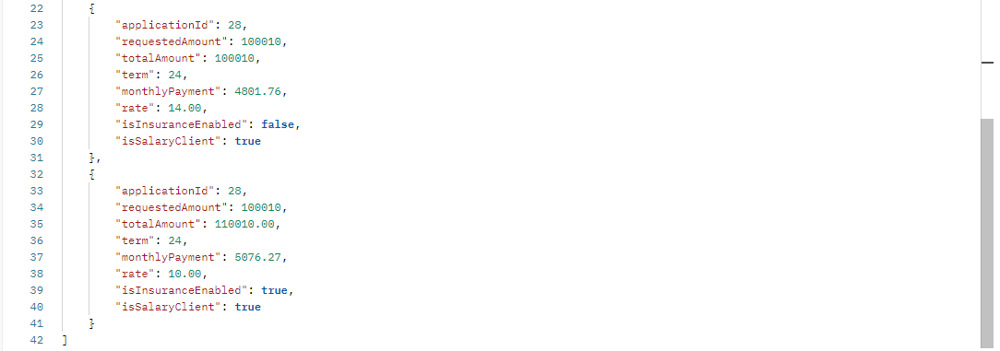 22 {
23 "applicationId": 28,
24 "requestedAmount": 100010,
25 "totalAmount": 100010,
26 "term": 24,
27 "monthlyPayment": 4801.76,
28 "rate": 14.00,
29 "isInsuranceEnabled": false,
30 "isSalaryClient": true
31 },
32 {
33 "applicationId": 28,
34 "requestedAmount": 100010,
35 "totalAmount": 110010.00,
36 "term": 24,
37 "monthlyPayment": 5076.27,
38 "rate": 10.00,
39 "isInsuranceEnabled": true,
40 "isSalaryClient": true
41 }
42 ]